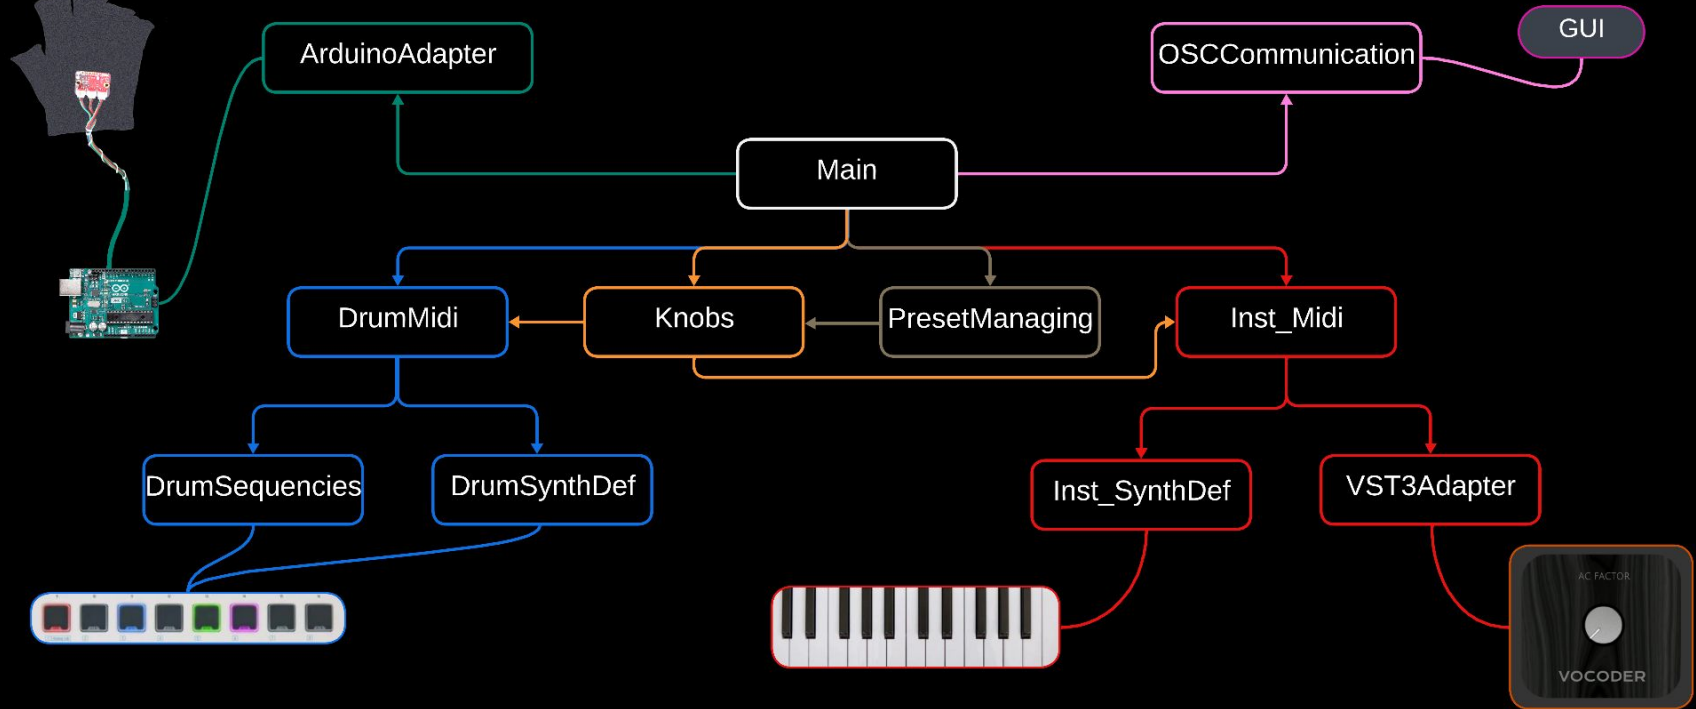 ArduinoAdapter
OSCCommunication
GUI
Main
DrumMidi
Knobs
PresetManaging
Inst_Midi
DrumSequencies
DrumSynthDef
Inst_SynthDef
VST3Adapter
AC FACTOR
VOCODER